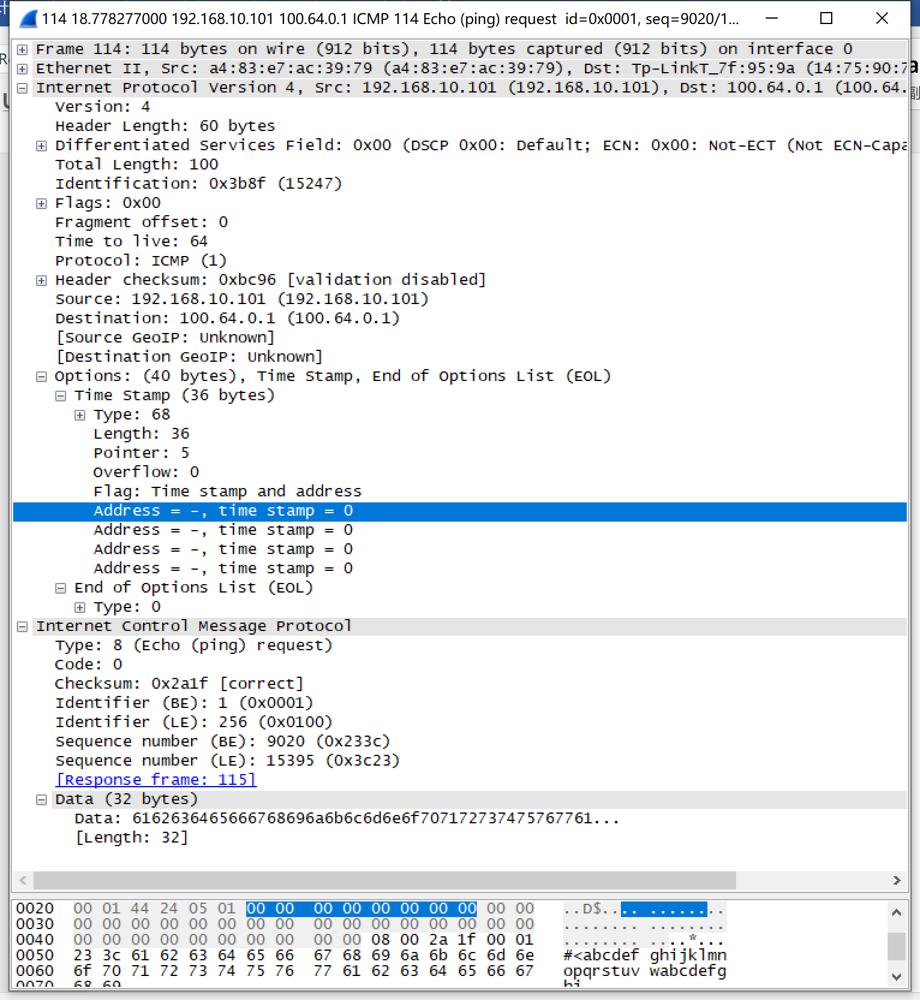 114 18.778277000 192.168.10.101 100.64.0.1 ICMP 114 Echo (ping) request  id=0x0001, seq=9020/1...
Frame 114: 114 bytes on wire (912 bits), 114 bytes captured (912 bits) on interface 0
Ethernet II, Src: a4:83:e7:ac:39:79 (a4:83:e7:ac:39:79), Dst: Tp-LinkT_7f:95:9a (14:75:90:7
Internet Protocol Version 4, Src: 192.168.10.101 (192.168.10.101), Dst: 100.64.0.1 (100.64.
Version: 4
Header Length: 60 bytes
Differentiated Services Field: 0x00 (DSCP 0x00: Default; ECN: 0x00: Not-ECT (Not ECN-Capa
Total Length: 100
Identification: 0x3b8f (15247)
Flags: 0x00
Fragment offset: 0
Time to live: 64
Protocol: ICMP (1)
Header checksum: 0xbc96 [validation disabled]
Source: 192.168.10.101 (192.168.10.101)
Destination: 100.64.0.1 (100.64.0.1)
[Source GeoIP: Unknown]
[Destination GeoIP: Unknown]
Options: (40 bytes), Time Stamp, End of Options List (EOL)
Time Stamp (36 bytes)
Type: 68
Length: 36
Pointer: 5
Overflow: 0
Flag: Time stamp and address
Address = -, time stamp = 0
Address = -, time stamp = 0
Address = -, time stamp = 0
Address = -, time stamp = 0
End of Options List (EOL)
Type: 0
Internet Control Message Protocol
Type: 8 (Echo (ping) request)
Code: 0
Checksum: 0x2a1f [correct]
Identifier (BE): 1 (0x0001)
Identifier (LE): 256 (0x0100)
Sequence number (BE): 9020 (0x233c)
Sequence number (LE): 15395 (0x3c23)
[Response frame: 115]
Data (32 bytes)
Data: 6162636465666768696a6b6c6d6e6f707172737475767761...
[Length: 32]
0020 00 01 44 24 05 01 00 00 00 00 00 00 00 00 00 00 ..D$.... ........
0030 00 00 00 00 00 00 00 00 00 00 00 00 00 00 00 00 ........ ........
0040 00 00 00 00 00 00 00 00 00 00 08 00 2a 1f 00 01 ........ ....*...
0050 23 3c 61 62 63 64 65 66 67 68 69 6a 6b 6c 6d 6e #<abcdef ghijklmn
0060 6f 70 71 72 73 74 75 76 77 61 62 63 64 65 66 67 opqrstuv wabcdefg
0070 68 69 hi